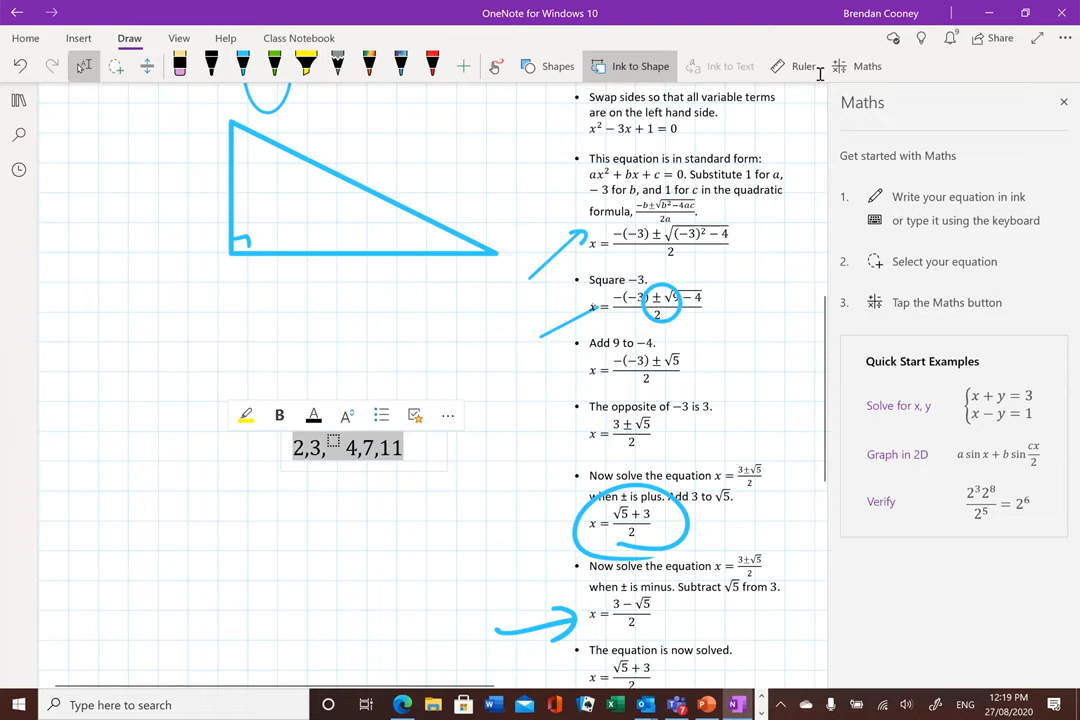 OneNote for Windows 10
Brendan Cooney
Home Insert Draw View Help Class Notebook
Share
Shapes Ink to Shape Ink to Text Ruler Maths
• Swap sides so that all variable terms
are on the left hand side.
x² − 3x + 1 = 0
• This equation is in standard form:
ax² + bx + c = 0. Substitute 1 for a,
− 3 for b, and 1 for c in the quadratic
formula, (−b±√(b²−4ac))/(2a).
x = (−(−3) ± √((−3)² − 4))/2
• Square −3.
x = (−(−3) ± √(9 − 4))/2
• Add 9 to −4.
x = (−(−3) ± √5)/2
• The opposite of −3 is 3.
x = (3 ± √5)/2
• Now solve the equation x = (3±√5)/2
when ± is plus. Add 3 to √5.
x = (√5 + 3)/2
• Now solve the equation x = (3±√5)/2
when ± is minus. Subtract √5 from 3.
x = (3 − √5)/2
• The equation is now solved.
x = (√5 + 3)/2
B A A
2,3, 4,7,11
Maths
Get started with Maths
1. Write your equation in ink
or type it using the keyboard
2. Select your equation
3. Tap the Maths button
Quick Start Examples
Solve for x, y { x + y = 3
x − y = 1
Graph in 2D a sin x + b sin cx/2
Verify 2³2⁸/2⁵ = 2⁶
Type here to search
ENG
12:19 PM
27/08/2020